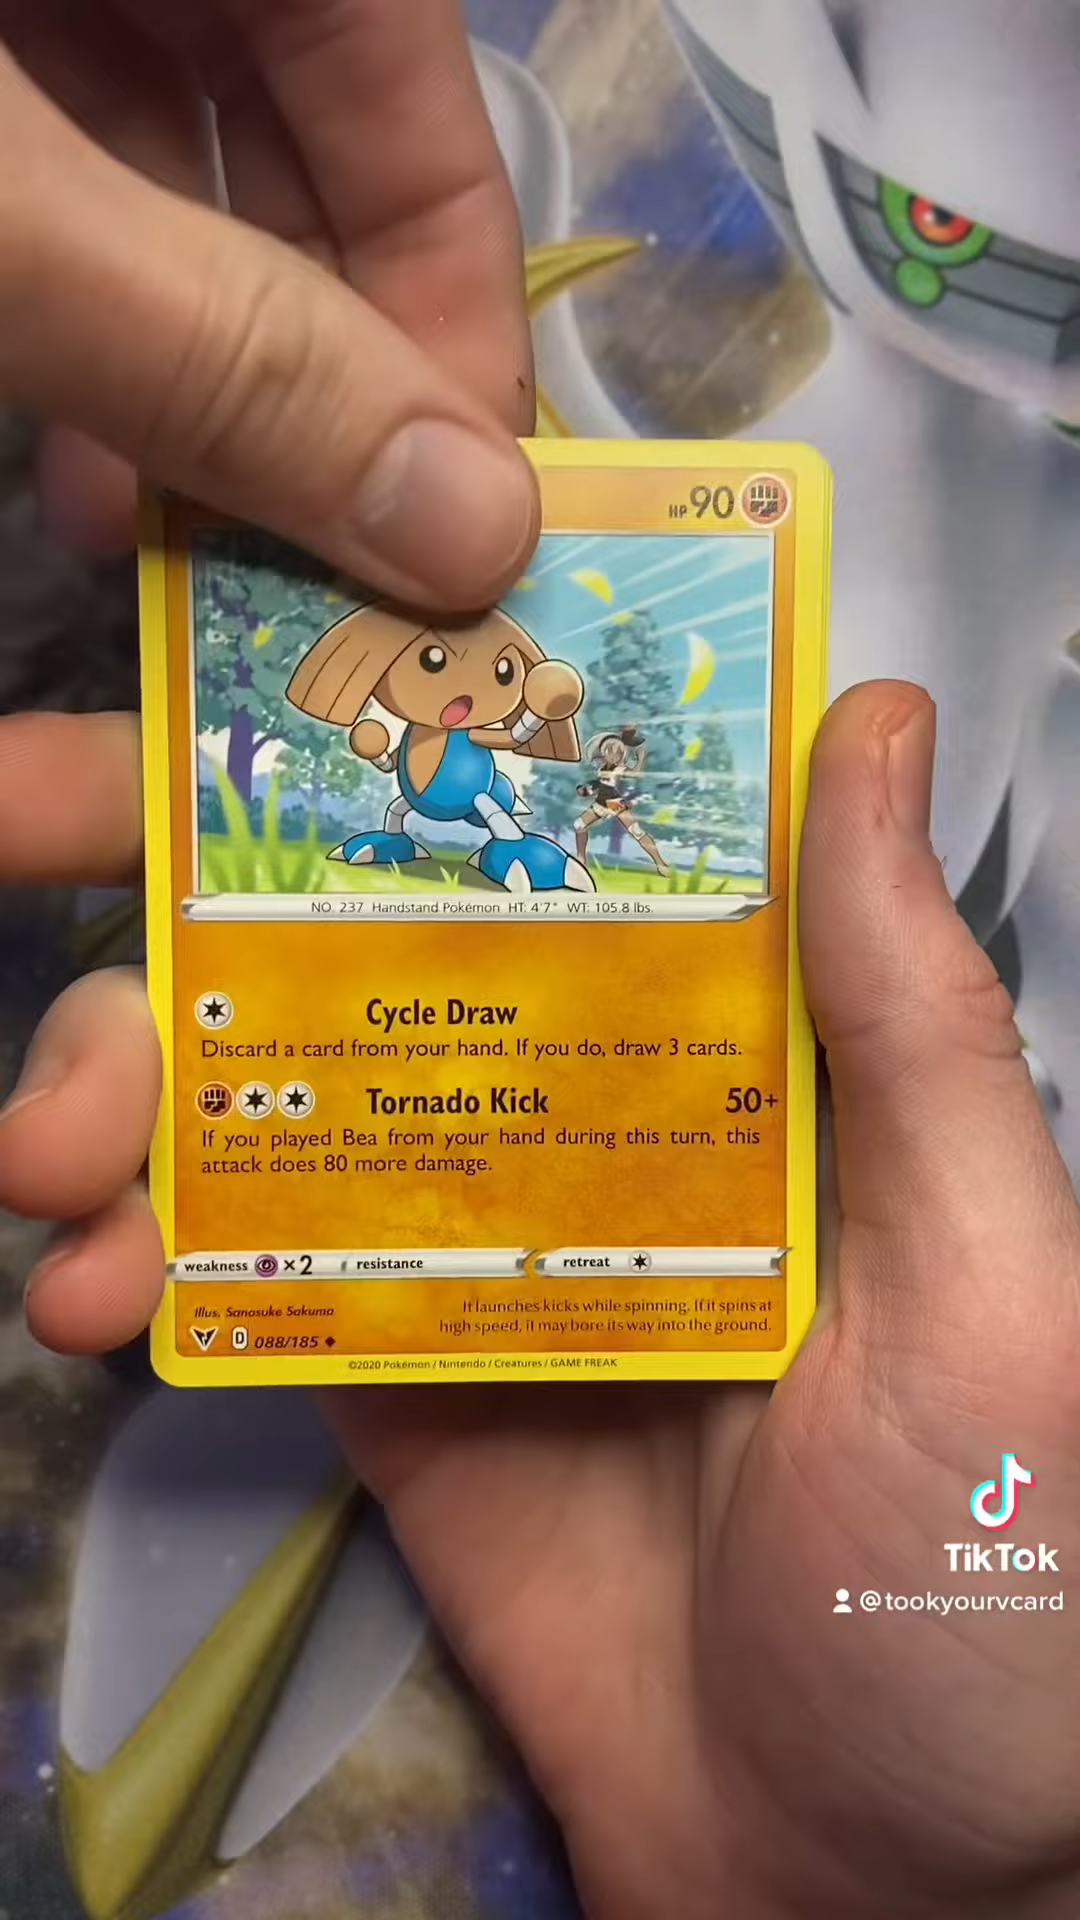 HP 90
NO. 237 Handstand Pokémon HT: 4'7" WT: 105.8 lbs.
Cycle Draw
Discard a card from your hand. If you do, draw 3 cards.
Tornado Kick 50+
If you played Bea from your hand during this turn, this
attack does 80 more damage.
weakness ×2 resistance retreat
Illus. Sanosuke Sakuma
It launches kicks while spinning. If it spins at
high speed, it may bore its way into the ground.
D 088/185
©2020 Pokémon / Nintendo / Creatures / GAME FREAK
TikTok
@tookyourvcard